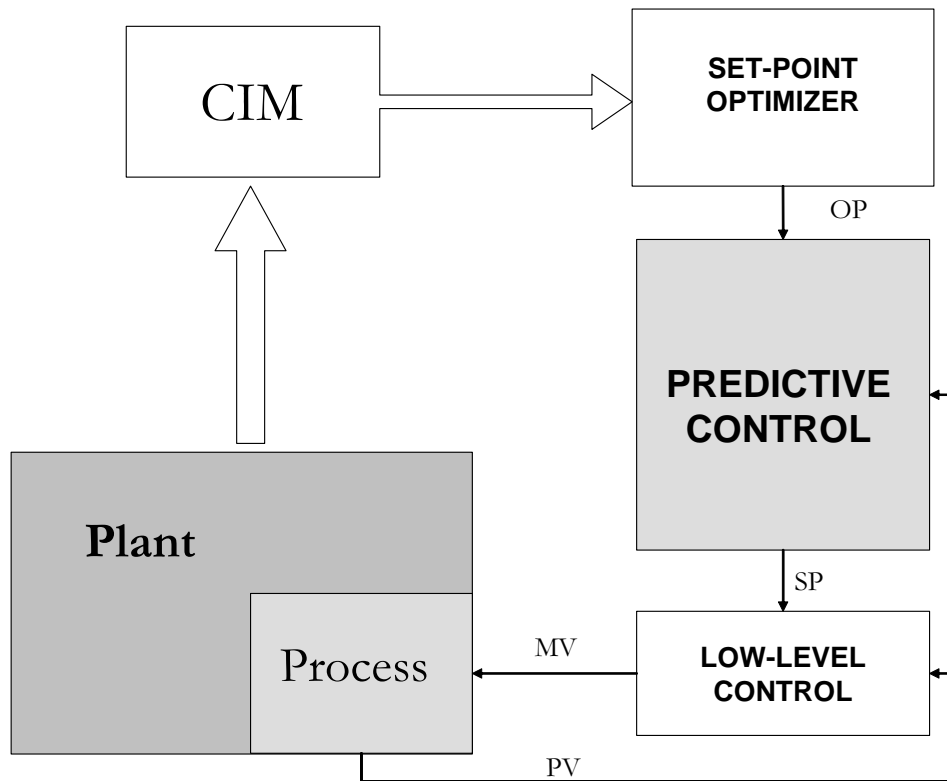 CIM
SET-POINT
OPTIMIZER
OP
PREDICTIVE
CONTROL
Plant
SP
Process
MV
LOW-LEVEL
CONTROL
PV